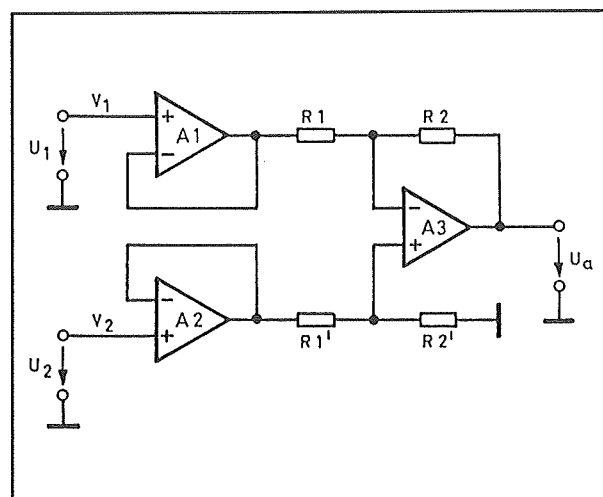 V1
A1
+
−
R1
R2
U1
A3
−
+
Ua
A2
−
+
V2
R1'
R2'
U2